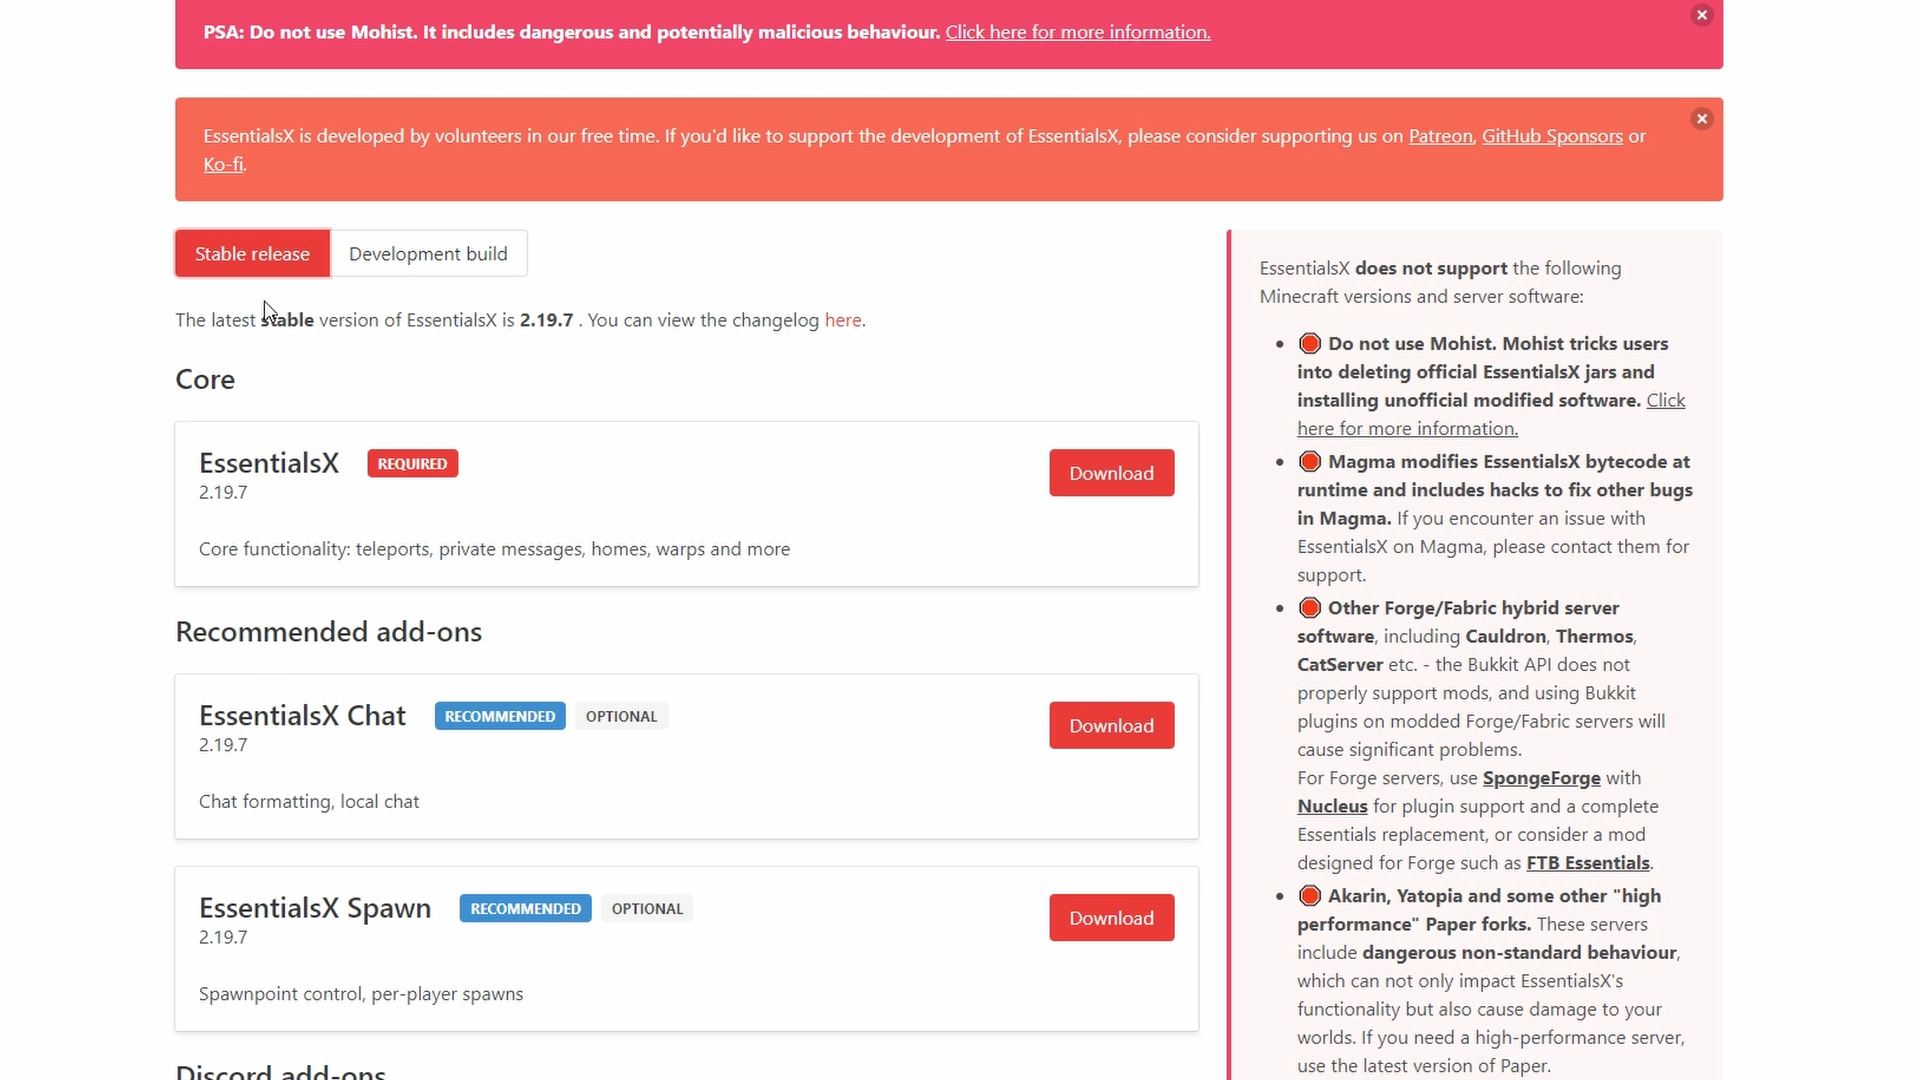 PSA: Do not use Mohist. It includes dangerous and potentially malicious behaviour. Click here for more information.
EssentialsX is developed by volunteers in our free time. If you'd like to support the development of EssentialsX, please consider supporting us on Patreon, GitHub Sponsors or
Ko-fi.
Stable release
Development build
The latest stable version of EssentialsX is 2.19.7 . You can view the changelog here.
Core
EssentialsX REQUIRED
2.19.7
Download
Core functionality: teleports, private messages, homes, warps and more
Recommended add-ons
EssentialsX Chat RECOMMENDED OPTIONAL
2.19.7
Download
Chat formatting, local chat
EssentialsX Spawn RECOMMENDED OPTIONAL
2.19.7
Download
Spawnpoint control, per-player spawns
Discord add-ons
EssentialsX does not support the following
Minecraft versions and server software:
Do not use Mohist. Mohist tricks users
into deleting official EssentialsX jars and
installing unofficial modified software. Click
here for more information.
Magma modifies EssentialsX bytecode at
runtime and includes hacks to fix other bugs
in Magma. If you encounter an issue with
EssentialsX on Magma, please contact them for
support.
Other Forge/Fabric hybrid server
software, including Cauldron, Thermos,
CatServer etc. - the Bukkit API does not
properly support mods, and using Bukkit
plugins on modded Forge/Fabric servers will
cause significant problems.
For Forge servers, use SpongeForge with
Nucleus for plugin support and a complete
Essentials replacement, or consider a mod
designed for Forge such as FTB Essentials.
Akarin, Yatopia and some other "high
performance" Paper forks. These servers
include dangerous non-standard behaviour,
which can not only impact EssentialsX's
functionality but also cause damage to your
worlds. If you need a high-performance server,
use the latest version of Paper.